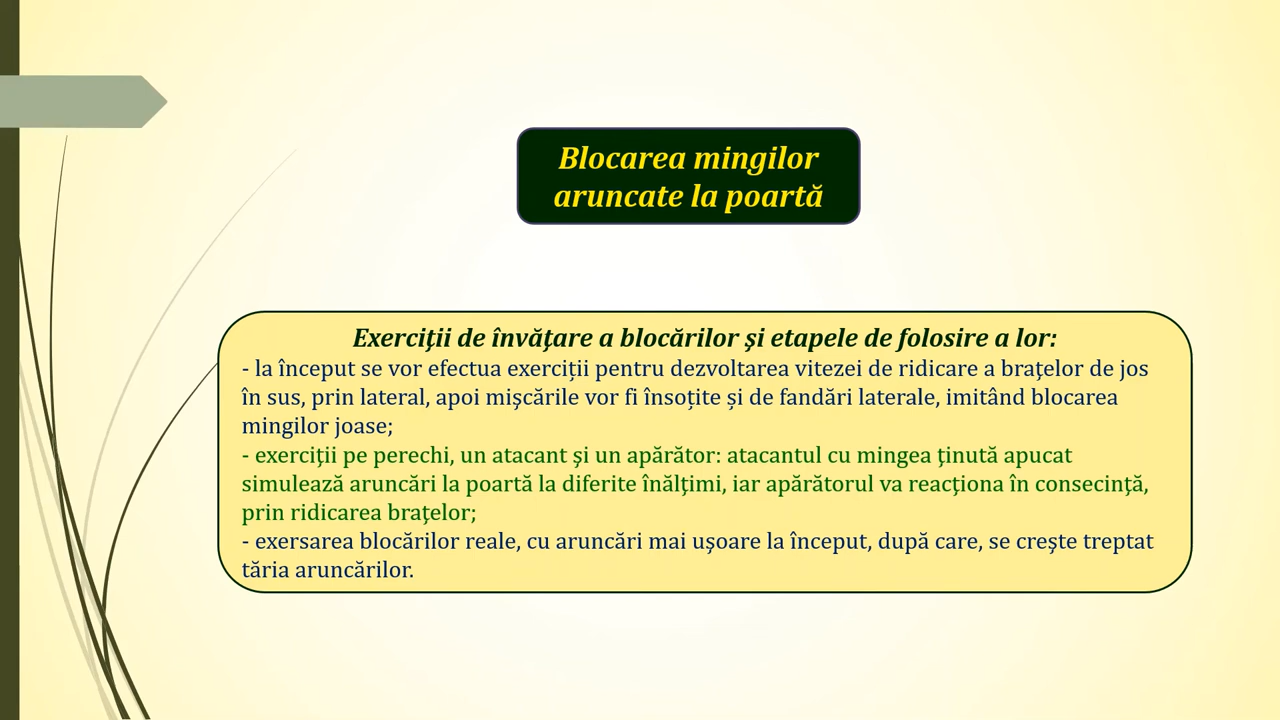 Blocarea mingilor
aruncate la poartă
Exerciţii de învăţare a blocărilor şi etapele de folosire a lor:
- la început se vor efectua exerciții pentru dezvoltarea vitezei de ridicare a braţelor de jos
în sus, prin lateral, apoi mişcările vor fi însoțite și de fandări laterale, imitând blocarea
mingilor joase;
- exerciţii pe perechi, un atacant şi un apărător: atacantul cu mingea ţinută apucat
simulează aruncări la poartă la diferite înălţimi, iar apărătorul va reacţiona în consecinţă,
prin ridicarea braţelor;
- exersarea blocărilor reale, cu aruncări mai uşoare la început, după care, se creşte treptat
tăria aruncărilor.